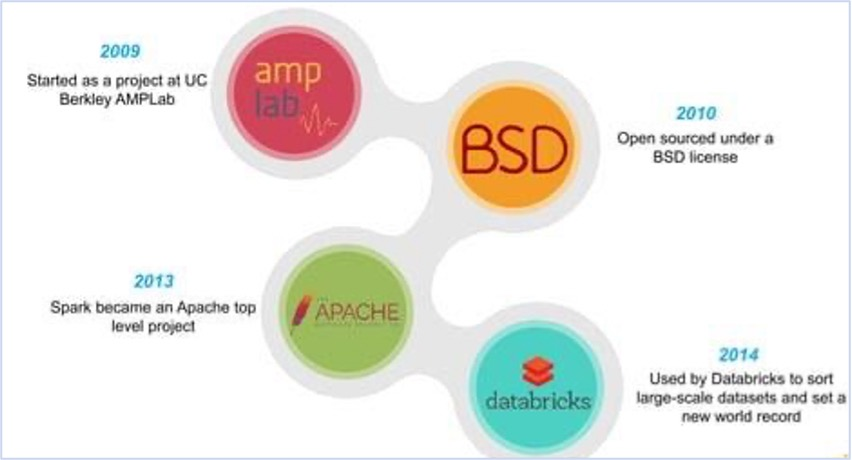 2009
Started as a project at UC
Berkley AMPLab
amp
lab
BSD
2010
Open sourced under a
BSD license
2013
Spark became an Apache top
level project
THE
APACHE
databricks
2014
Used by Databricks to sort
large-scale datasets and set a
new world record